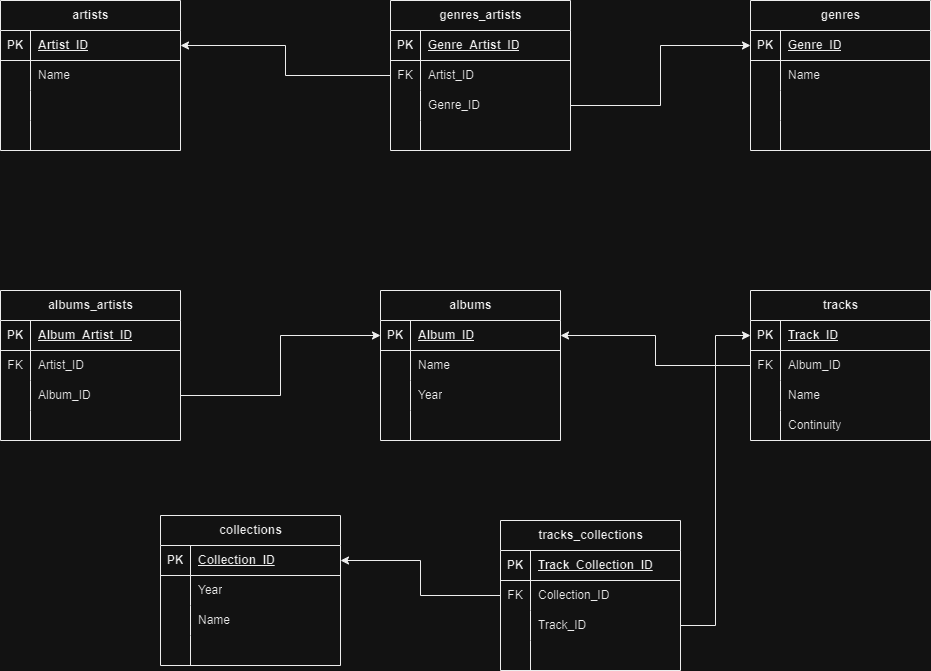 artists
PK Artist_ID
Name
genres_artists
PK Genre_Artist_ID
FK Artist_ID
Genre_ID
genres
PK Genre_ID
Name
albums_artists
PK Album_Artist_ID
FK Artist_ID
Album_ID
albums
PK Album_ID
Name
Year
tracks
PK Track_ID
FK Album_ID
Name
Continuity
collections
PK Collection_ID
Year
Name
tracks_collections
PK Track_Collection_ID
FK Collection_ID
Track_ID